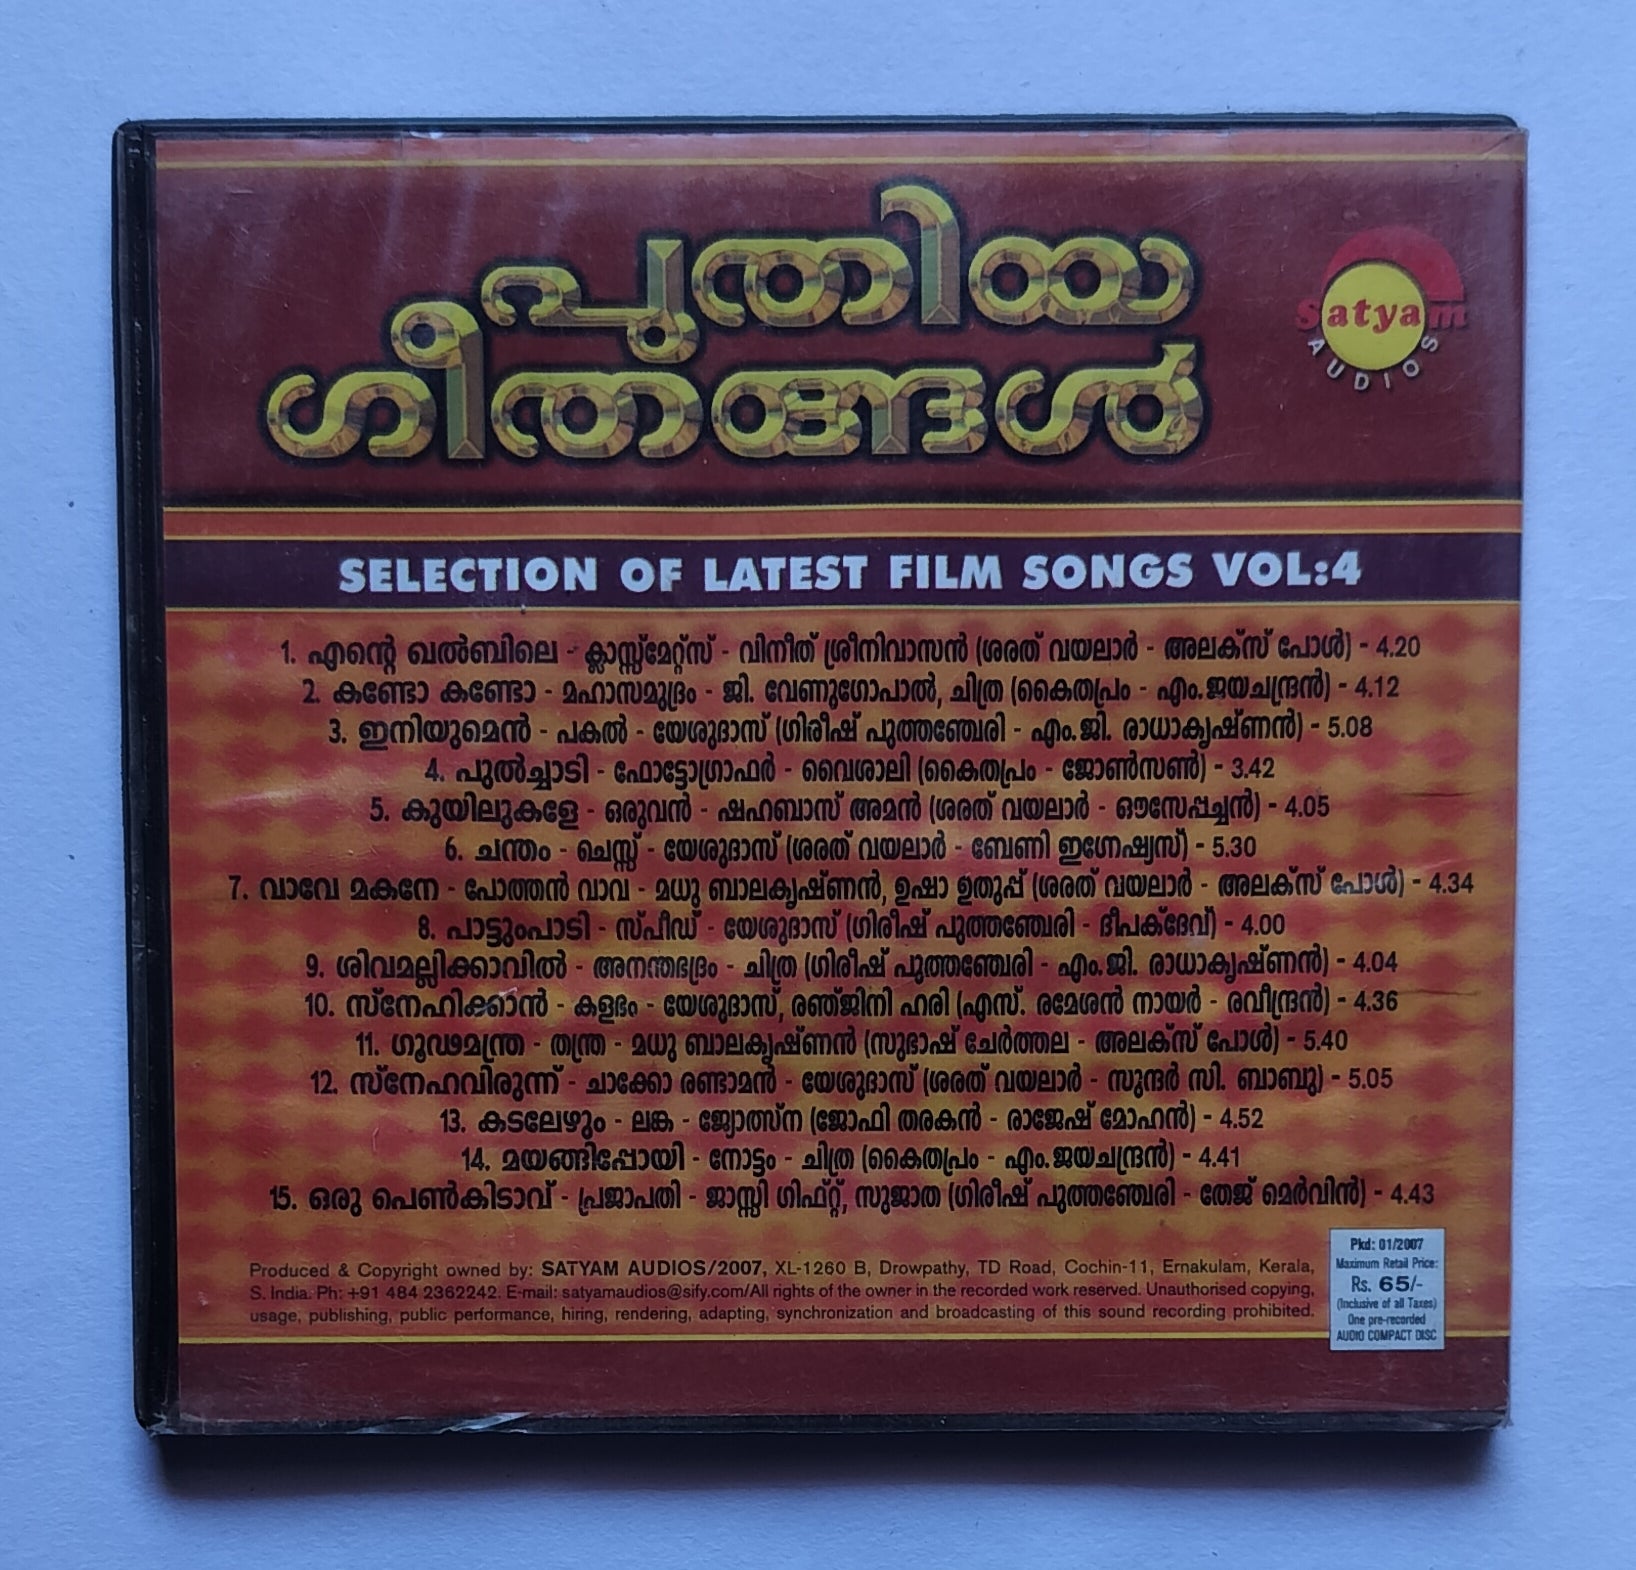 പുതിയ
ഗീതങ്ങൾ
Satyam
AUDIOS
SELECTION OF LATEST FILM SONGS VOL:4
1. എന്റെ ഖൽബിലെ - ക്ലാസ്സ്മേറ്റ്സ് - വിനീത് ശ്രീനിവാസൻ (ശരത് വയലാർ - അലക്സ് പോൾ) - 4.20
2. കണ്ടോ കണ്ടോ - മഹാസമുദ്രം - ജി. വേണുഗോപാൽ, ചിത്ര (കൈതപ്രം - എം.ജയചന്ദ്രൻ) - 4.12
3. ഇനിയുമെൻ - പകൽ - യേശുദാസ് (ഗിരീഷ് പുത്തഞ്ചേരി - എം.ജി. രാധാകൃഷ്ണൻ) - 5.08
4. പുൽച്ചാടി - ഫോട്ടോഗ്രാഫർ - വൈശാലി (കൈതപ്രം - ജോൺസൺ) - 3.42
5. കുയിലുകളേ - ഒരുവൻ - ഷഹബാസ് അമൻ (ശരത് വയലാർ - ഔസേപ്പച്ചൻ) - 4.05
6. ചന്തം - ചെസ്സ് - യേശുദാസ് (ശരത് വയലാർ - ബേണി ഇഗ്നേഷ്യസ്) - 5.30
7. വാവേ മകനേ - പോത്തൻ വാവ - മധു ബാലകൃഷ്ണൻ, ഉഷാ ഉതുപ്പ് (ശരത് വയലാർ - അലക്സ് പോൾ) - 4.34
8. പാട്ടുംപാടി - സ്പീഡ് - യേശുദാസ് (ഗിരീഷ് പുത്തഞ്ചേരി - ദീപക്ദേവ്) - 4.00
9. ശിവമല്ലിക്കാവിൽ - അനന്തഭദ്രം - ചിത്ര (ഗിരീഷ് പുത്തഞ്ചേരി - എം.ജി. രാധാകൃഷ്ണൻ) - 4.04
10. സ്നേഹിക്കാൻ - കളഭം - യേശുദാസ്, രഞ്ജിനി ഹരി (എസ്. രമേശൻ നായർ - രവീന്ദ്രൻ) - 4.36
11. ഗൂഢമന്ത്ര - തന്ത്ര - മധു ബാലകൃഷ്ണൻ (സുഭാഷ് ചേർത്തല - അലക്സ് പോൾ) - 5.40
12. സ്നേഹവിരുന്ന് - ചാക്കോ രണ്ടാമൻ - യേശുദാസ് (ശരത് വയലാർ - സുന്ദർ സി. ബാബു) - 5.05
13. കടലേഴും - ലങ്ക - ജ്യോത്സ്ന (ജോഫി തരകൻ - രാജേഷ് മോഹൻ) - 4.52
14. മയങ്ങിപ്പോയി - നോട്ടം - ചിത്ര (കൈതപ്രം - എം.ജയചന്ദ്രൻ) - 4.41
15. ഒരു പെൺകിടാവ് - പ്രജാപതി - ജാസ്സി ഗിഫ്റ്റ്, സുജാത (ഗിരീഷ് പുത്തഞ്ചേരി - തേജ് മെർവിൻ) - 4.43
Produced & Copyright owned by: SATYAM AUDIOS/2007, XL-1260 B, Drowpathy, TD Road, Cochin-11, Ernakulam, Kerala,
S. India. Ph: +91 484 2362242. E-mail: satyamaudios@sify.com/All rights of the owner in the recorded work reserved. Unauthorised copying,
usage, publishing, public performance, hiring, rendering, adapting, synchronization and broadcasting of this sound recording prohibited.
Pkd: 01/2007
Maximum Retail Price:
Rs. 65/-
(Inclusive of all Taxes)
One pre-recorded
AUDIO COMPACT DISC